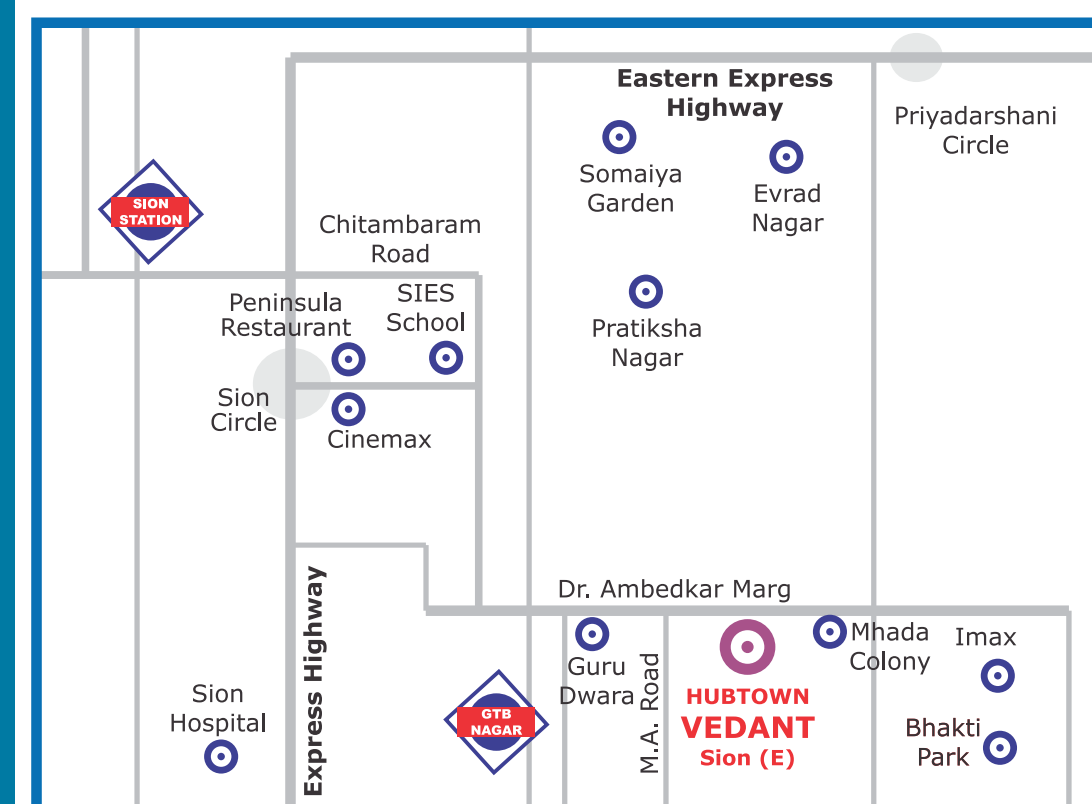 Eastern Express
Highway
Priyadarshani
Circle
Somaiya
Garden
Evrad
Nagar
SION
STATION
Chitambaram
Road
Peninsula
Restaurant
SIES
School
Pratiksha
Nagar
Sion
Circle
Cinemax
Express Highway
Dr. Ambedkar Marg
Guru
Dwara
M.A. Road
HUBTOWN
VEDANT
Sion (E)
Mhada
Colony
Imax
Bhakti
Park
Sion
Hospital
GTB
NAGAR